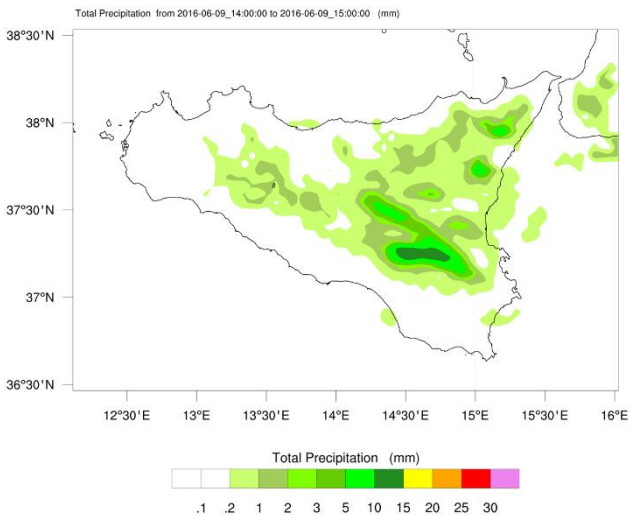 Total Precipitation from 2016-06-09_14:00:00 to 2016-06-09_15:00:00 (mm)
38°30'N
38°N
37°30'N
37°N
36°30'N
12°30'E 13°E 13°30'E 14°E 14°30'E 15°E 15°30'E 16°E
Total Precipitation (mm)
.1 .2 1 2 3 5 10 15 20 25 30